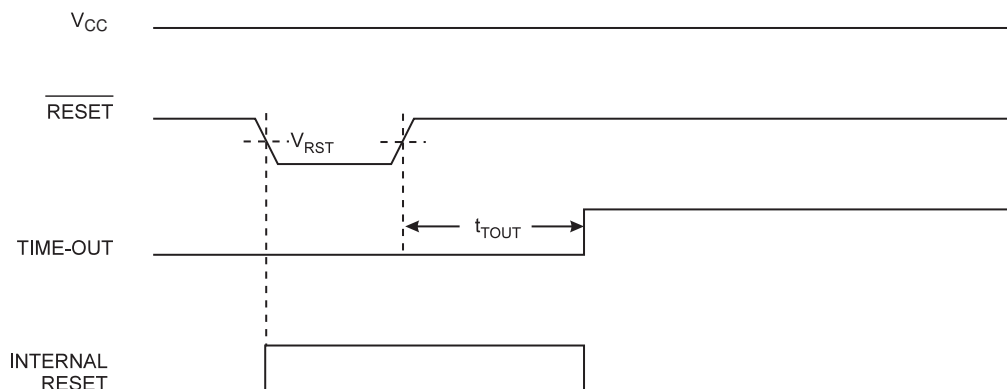 VCC
RESET
VRST
tTOUT
TIME-OUT
INTERNAL
RESET